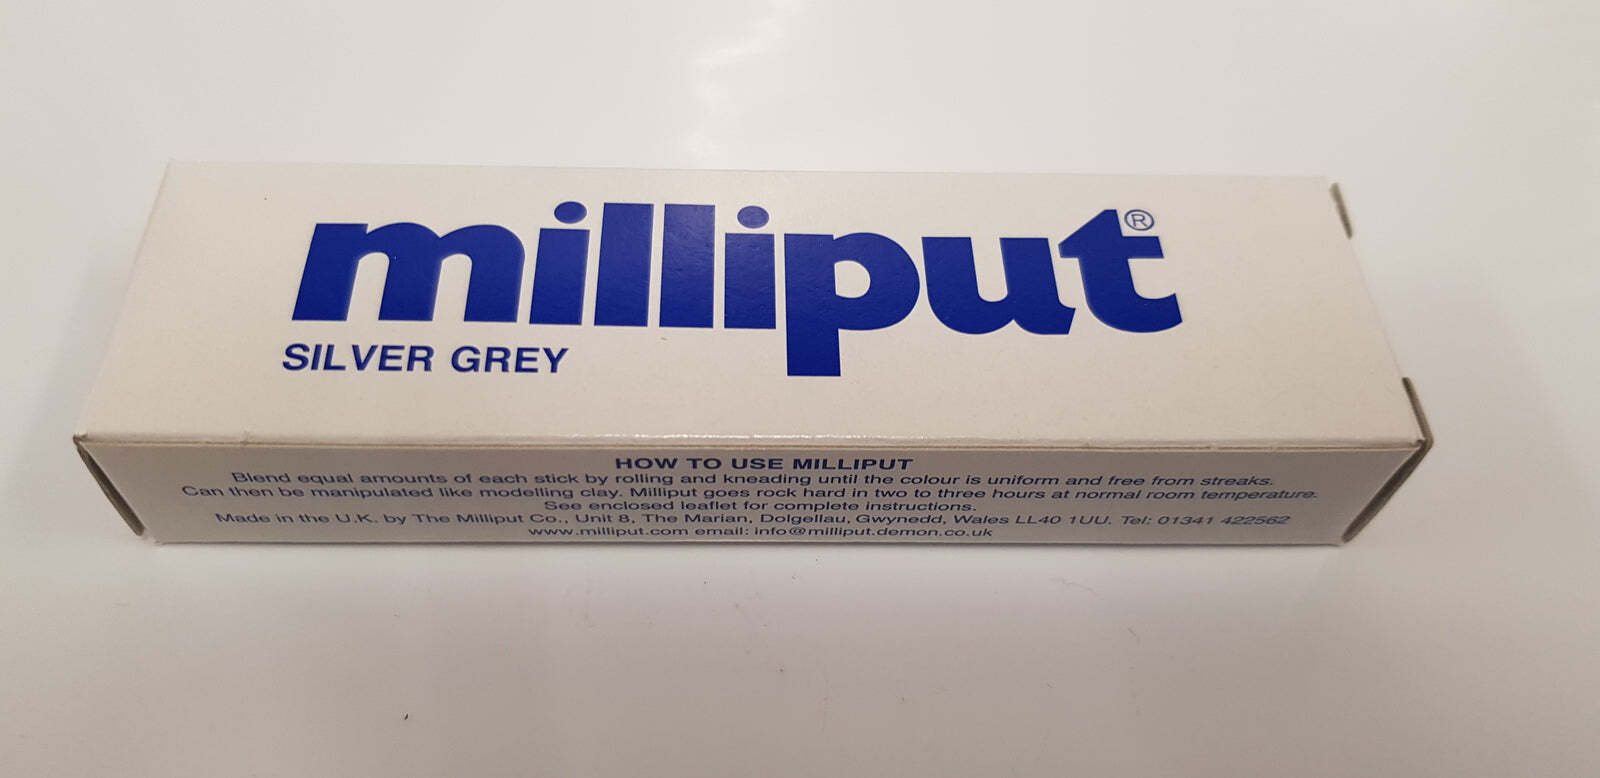 milliput®
SILVER GREY
HOW TO USE MILLIPUT
Blend equal amounts of each stick by rolling and kneading until the colour is uniform and free from streaks.
Can then be manipulated like modelling clay. Milliput goes rock hard in two to three hours at normal room temperature.
See enclosed leaflet for complete instructions.
Made in the U.K. by The Milliput Co., Unit 8, The Marian, Dolgellau, Gwynedd, Wales LL40 1UU. Tel: 01341 422562
www.milliput.com email: info@milliput.demon.co.uk